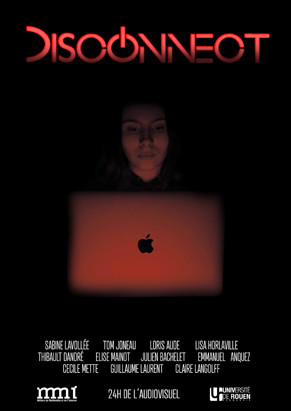 DISCONNECT
SABINE LAVOLLÉE TOM JONEAU LORIS AUDE LISA HORLAVILLE
THIBAULT DANDRÉ ELISE MAINOT JULIEN BACHELET EMMANUEL ANQUEZ
CECILE METTE GUILLAUME LAURENT CLAIRE LANGOLFF
mmi
24H DE L'AUDIOVISUEL
UNIVERSITÉ
DE ROUEN